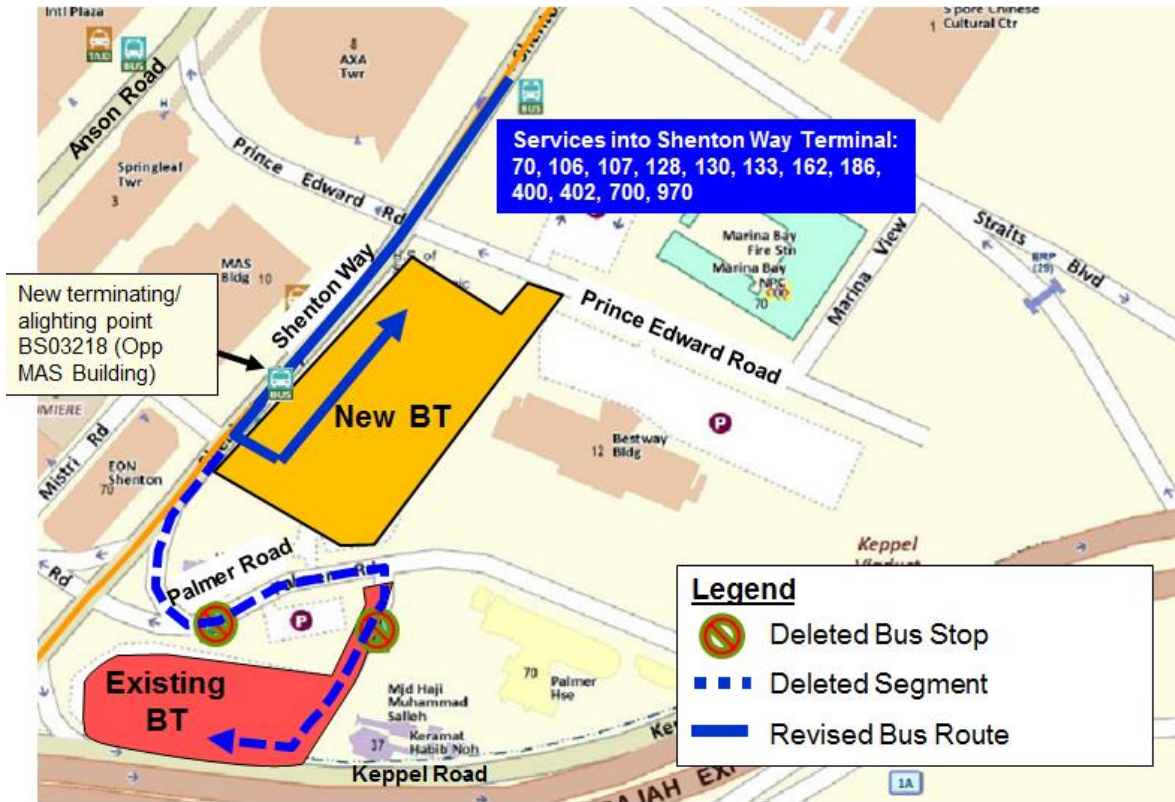 Intl Plaza
TAXI
BUS
Anson Road
8
AXA
Twr
BUS
S'pore Chinese
Cultural Ctr
1
Services into Shenton Way Terminal:
70, 106, 107, 128, 130, 133, 162, 186,
400, 402, 700, 970
Springleaf
Twr
3
H
Prince Edward Rd
Shenton Way
MAS
Bldg 10
Marina Bay
Fire Stn
Marina Bay
NPC
70
Marina View
Straits Blvd
ERP
(29)
New terminating/
alighting point
BS03218 (Opp
MAS Building)
BUS
New BT
Prince Edward Road
P
12 Bestway
Bldg
Mistri Rd
EON
Shenton
70
Palmer Road
Palmer Rd
Rd
P
Existing
BT
Mjd Haji
Muhammad
Salleh
Keramat
Habib Noh
37
70
Palmer
Hse
Keppel Road
Keppel
1A
Legend
Deleted Bus Stop
Deleted Segment
Revised Bus Route